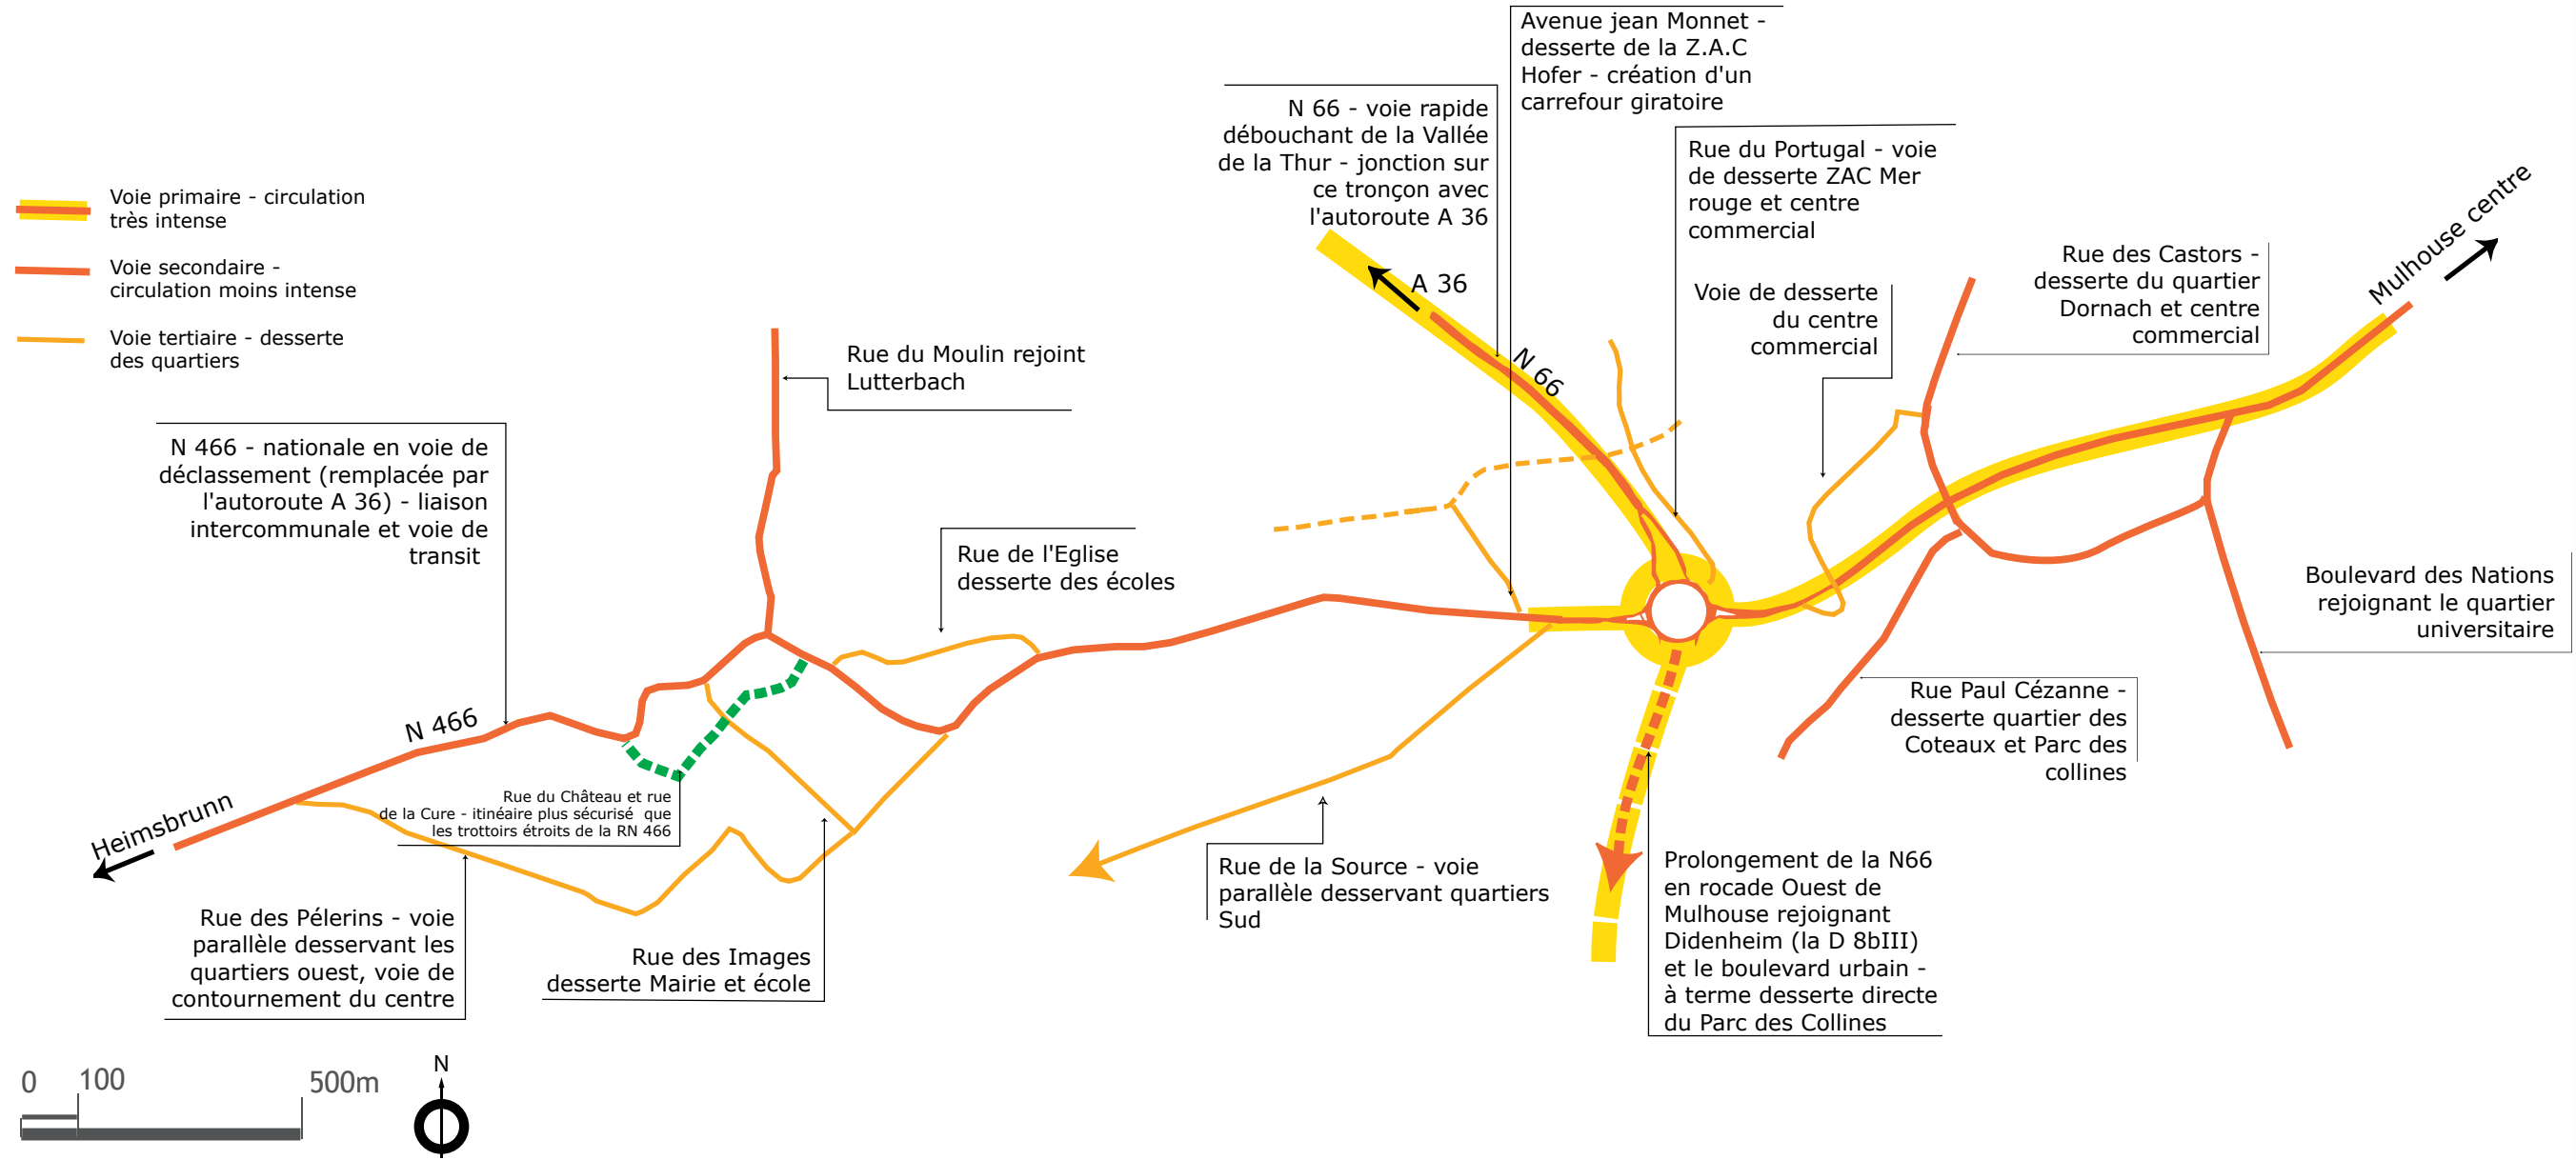 Avenue jean Monnet -
desserte de la Z.A.C
Hofer - création d'un
carrefour giratoire
N 66 - voie rapide
débouchant de la Vallée
de la Thur - jonction sur
ce tronçon avec
l'autoroute A 36
Rue du Portugal - voie
de desserte ZAC Mer
rouge et centre
commercial
Mulhouse centre
Voie primaire - circulation
très intense
Voie secondaire -
circulation moins intense
Voie tertiaire - desserte
des quartiers
Rue des Castors -
desserte du quartier
Dornach et centre
commercial
A 36
Voie de desserte
du centre
commercial
N 66
Rue du Moulin rejoint
Lutterbach
N 466 - nationale en voie de
déclassement (remplacée par
l'autoroute A 36) - liaison
intercommunale et voie de
transit
Rue de l'Eglise
desserte des écoles
Boulevard des Nations
rejoignant le quartier
universitaire
Rue Paul Cézanne -
desserte quartier des
Coteaux et Parc des
collines
N 466
Heimsbrunn
Rue du Château et rue
de la Cure - itinéaire plus sécurisé que
les trottoirs étroits de la RN 466
Rue de la Source - voie
parallèle desservant quartiers
Sud
Prolongement de la N66
en rocade Ouest de
Mulhouse rejoignant
Didenheim (la D 8bIII)
et le boulevard urbain -
à terme desserte directe
du Parc des Collines
Rue des Pélerins - voie
parallèle desservant les
quartiers ouest, voie de
contournement du centre
Rue des Images
desserte Mairie et école
0 100 500m
N